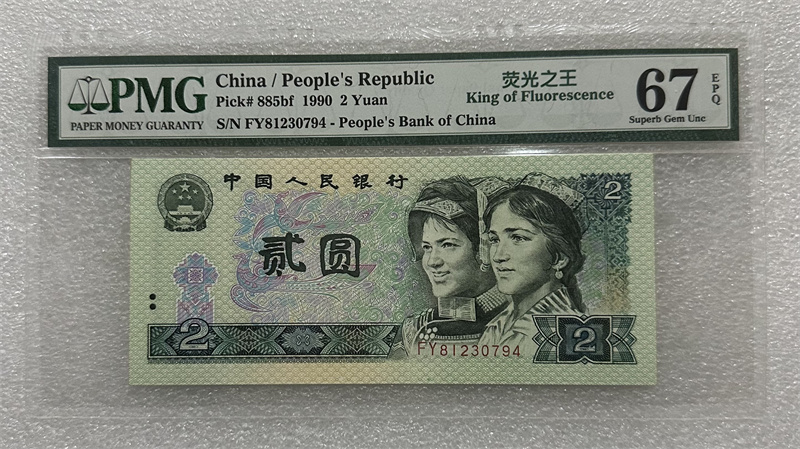 PMG
PAPER MONEY GUARANTY
China / People's Republic
Pick# 885bf 1990 2 Yuan
S/N FY81230794 - People's Bank of China
荧光之王
King of Fluorescence
67
EPQ
Superb Gem Unc
中国人民银行
2
贰圆
2
FY81230794
2